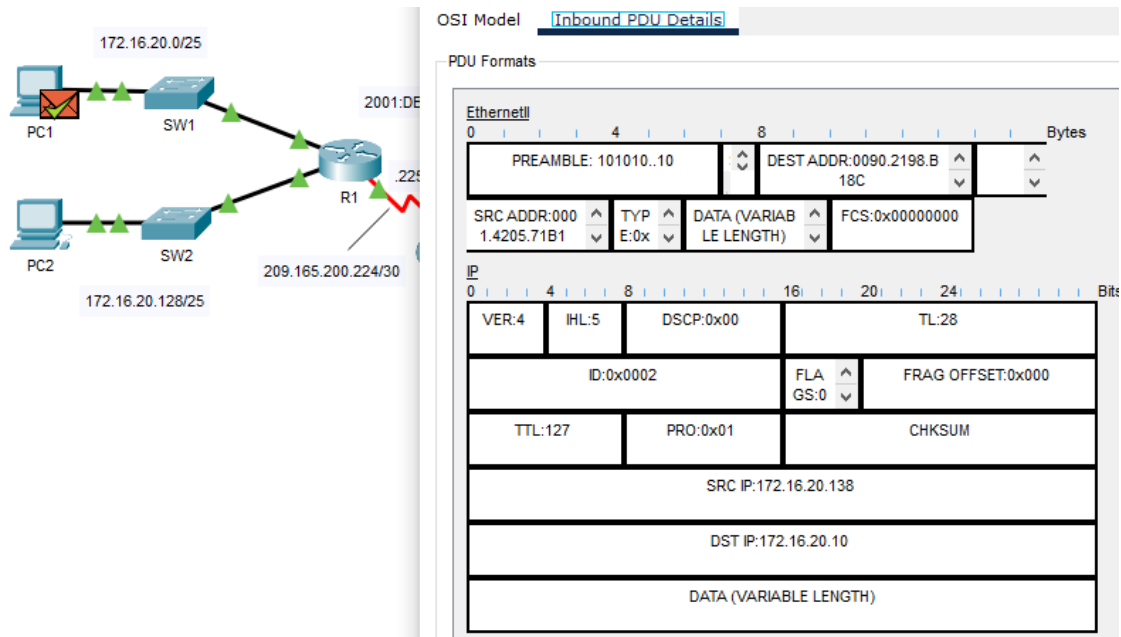 OSI Model
Inbound PDU Details
172.16.20.0/25
PC1
SW1
2001:DE
R1
.225
PC2
SW2
209.165.200.224/30
172.16.20.128/25
PDU Formats
EthernetII
0 4 8 Bytes
PREAMBLE: 101010..10
DEST ADDR:0090.2198.B
18C
SRC ADDR:000
1.4205.71B1
TYP
E:0x
DATA (VARIAB
LE LENGTH)
FCS:0x00000000
IP
0 4 8 16 20 24 Bits
VER:4
IHL:5
DSCP:0x00
TL:28
ID:0x0002
FLA
GS:0
FRAG OFFSET:0x000
TTL:127
PRO:0x01
CHKSUM
SRC IP:172.16.20.138
DST IP:172.16.20.10
DATA (VARIABLE LENGTH)